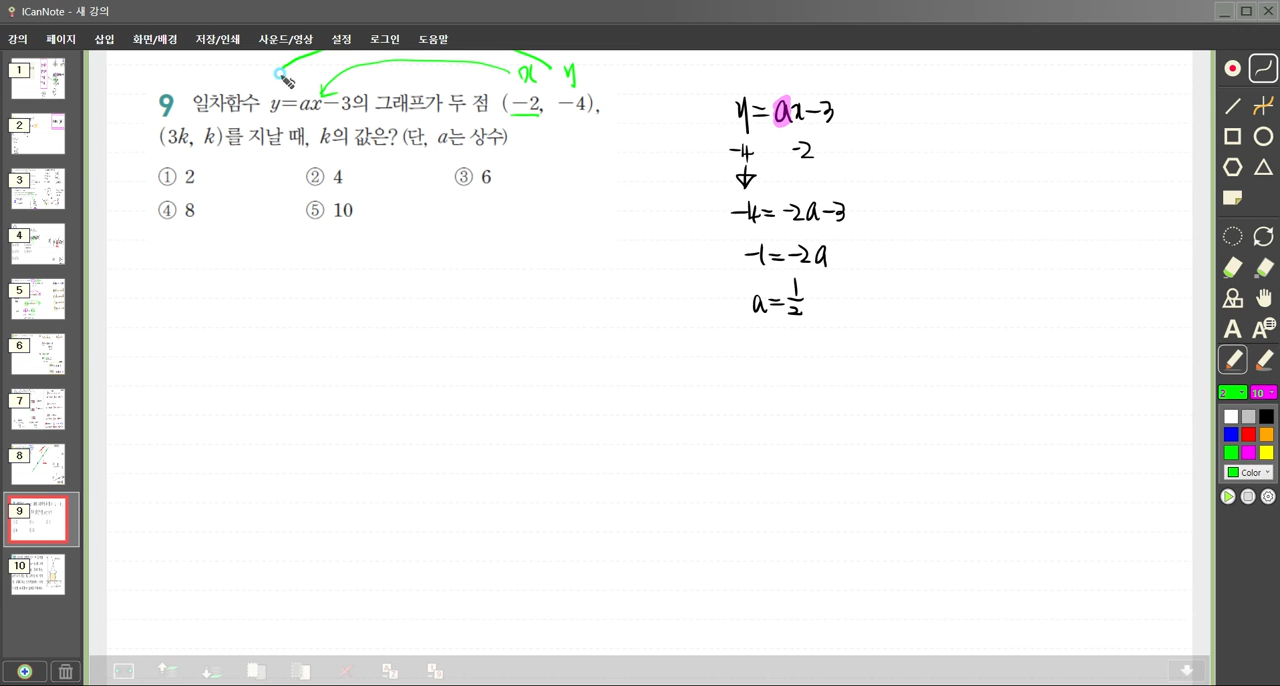 ICanNote - 새 강의
강의 페이지 삽입 화면/배경 저장/인쇄 사운드/영상 설정 로그인 도움말
1
2
3
4
5
6
7
8
9
10
x y
9 일차함수 y=ax-3의 그래프가 두 점 (-2, -4),
(3k, k)를 지날 때, k의 값은? (단, a는 상수)
① 2 ② 4 ③ 6
④ 8 ⑤ 10
y=ax-3
-4 -2
-4=-2a-3
-1=-2a
a=1/2
A A
2 10
Color